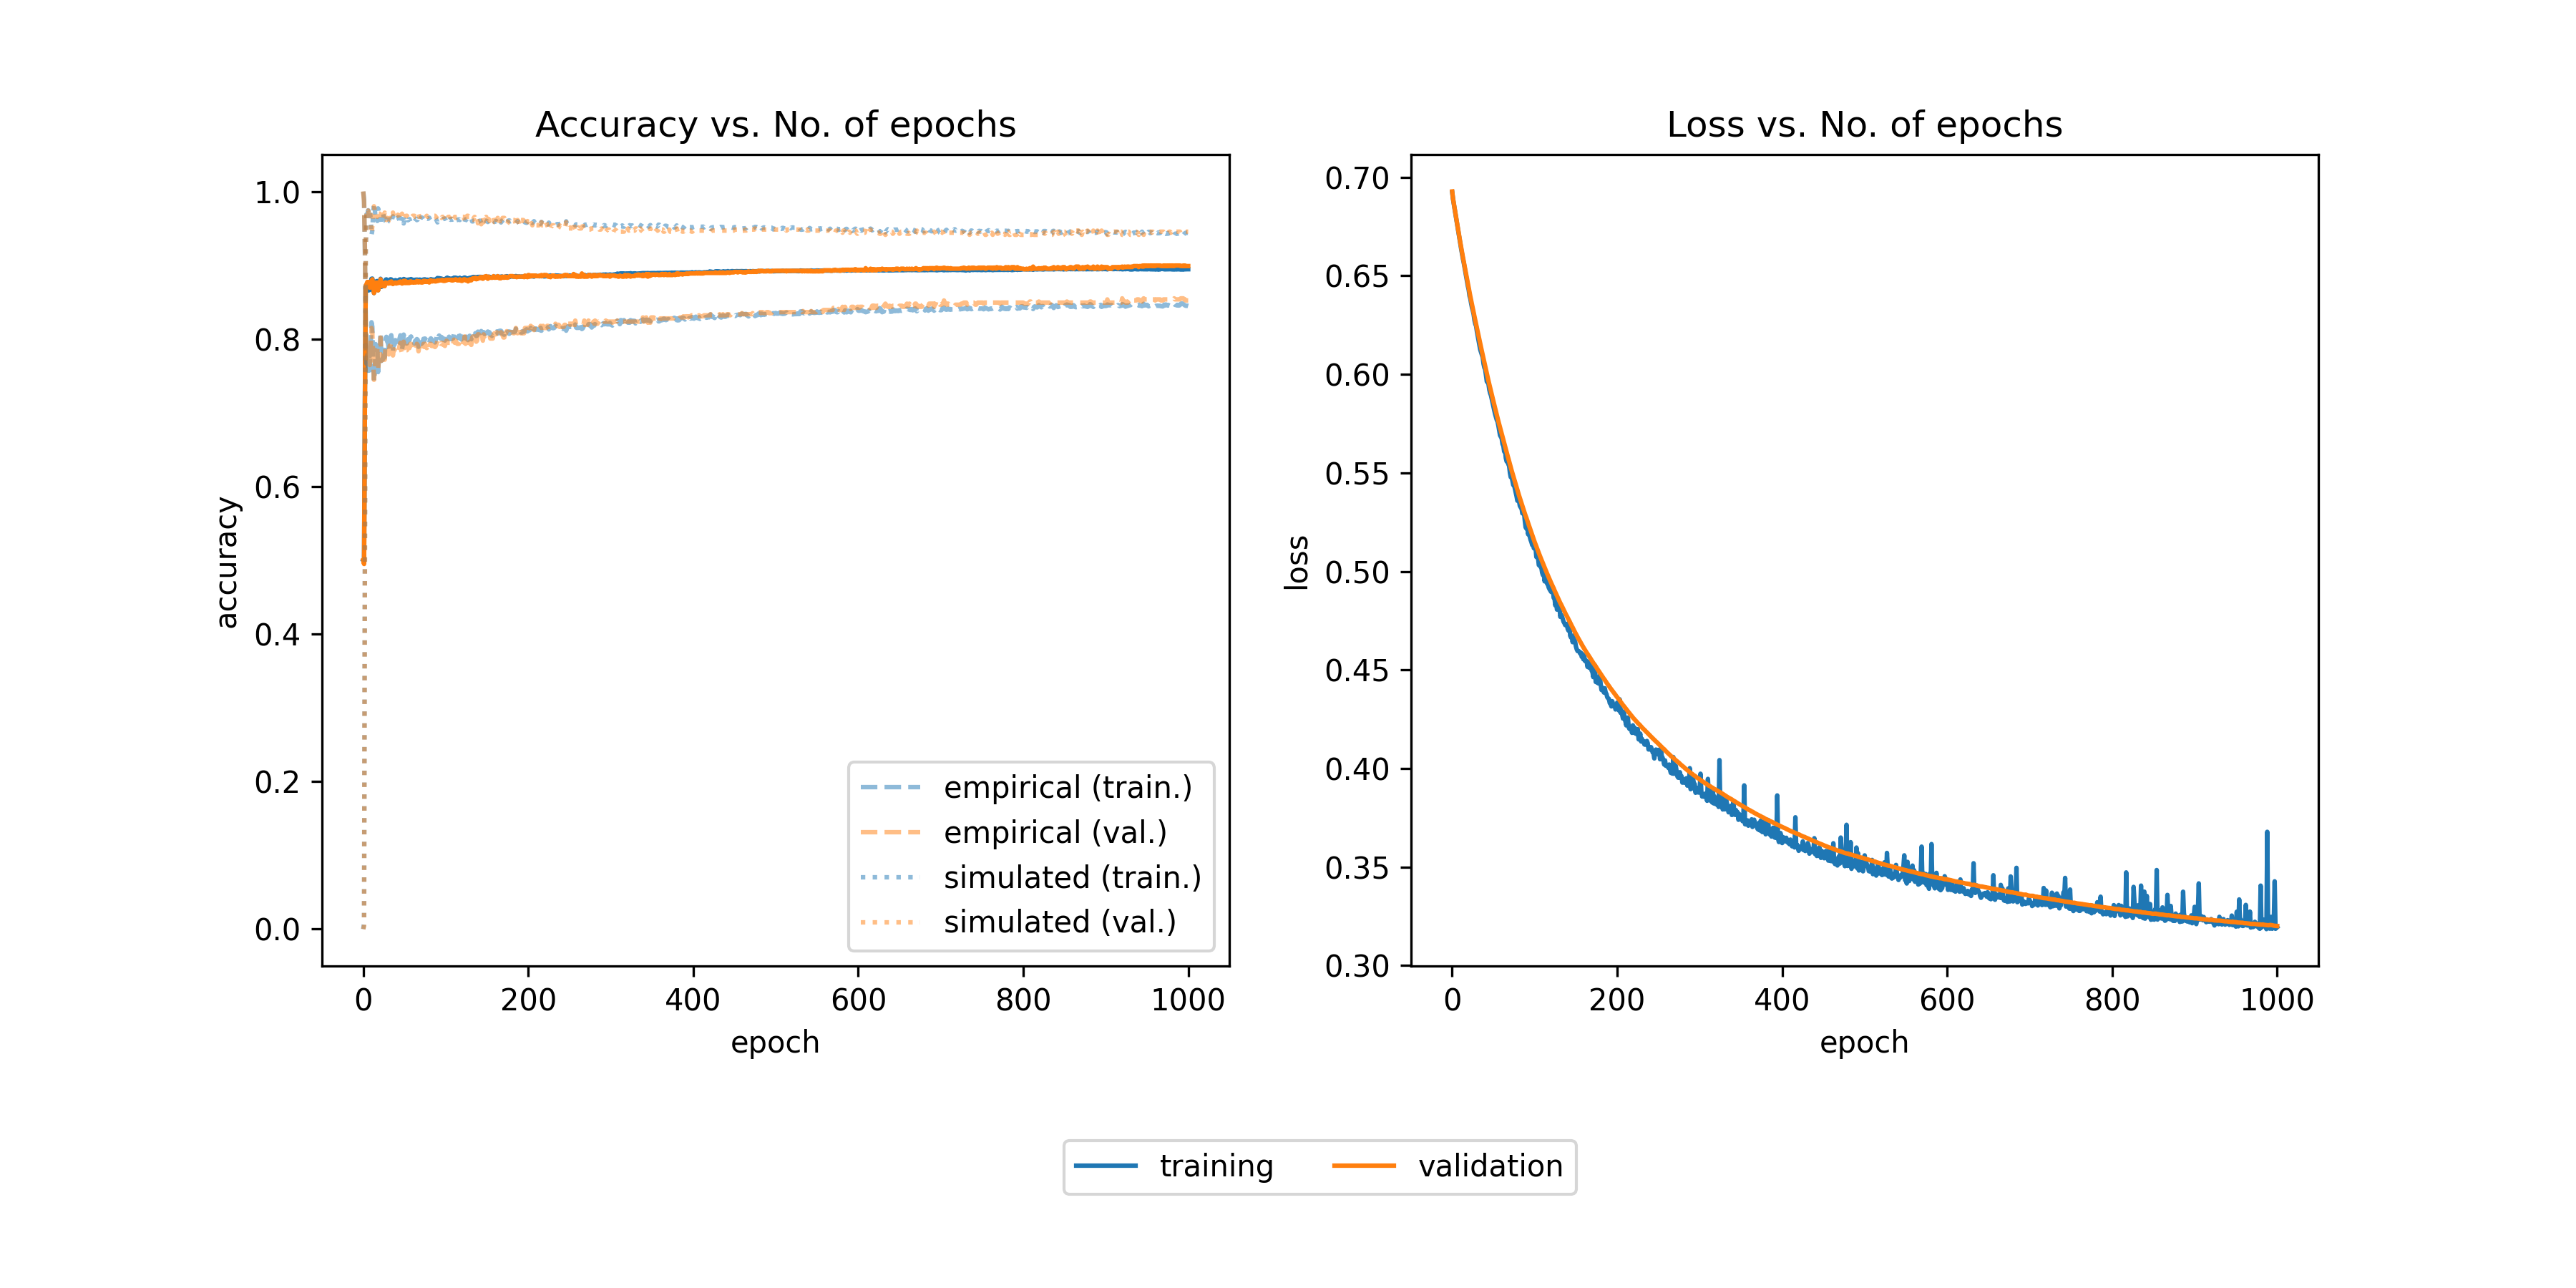 Accuracy vs. No. of epochs
1.0
0.8
0.6
0.4
0.2
0.0
accuracy
0 200 400 600 800 1000
epoch
empirical (train.)
empirical (val.)
simulated (train.)
simulated (val.)
Loss vs. No. of epochs
0.70
0.65
0.60
0.55
0.50
0.45
0.40
0.35
0.30
loss
0 200 400 600 800 1000
epoch
training validation